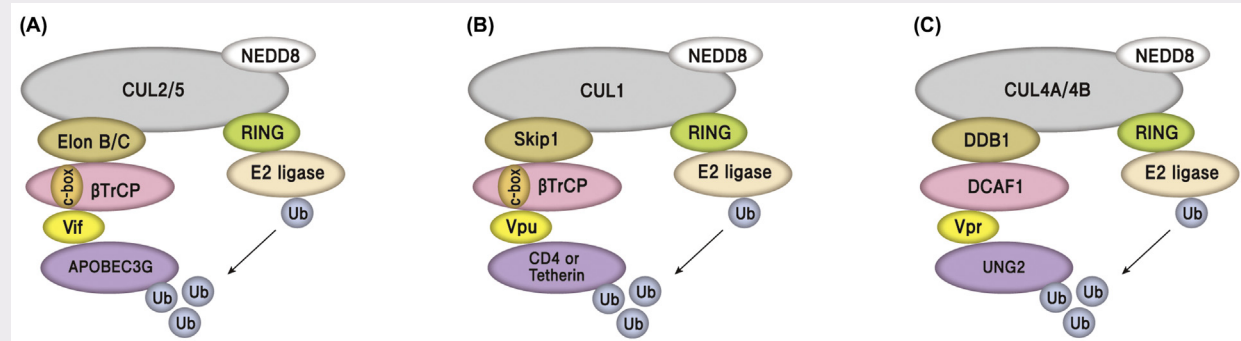 (A)
NEDD8
CUL2/5
Elon B/C
RING
c-box
βTrCP
E2 ligase
Vif
Ub
APOBEC3G
Ub
Ub
Ub
(B)
NEDD8
CUL1
Skip1
RING
c-box
βTrCP
E2 ligase
Vpu
Ub
CD4 or
Tetherin
Ub
Ub
Ub
(C)
NEDD8
CUL4A/4B
DDB1
RING
DCAF1
E2 ligase
Vpr
Ub
UNG2
Ub
Ub
Ub